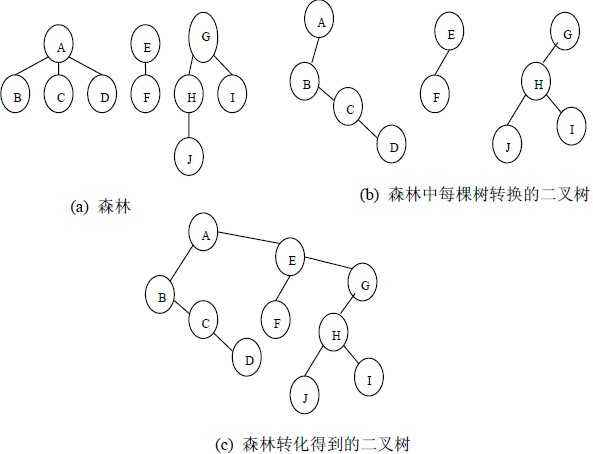 A E G
B C D F H I
J
(a) 森林
A E G
B F H
C
D J I
(b) 森林中每棵树转换的二叉树
A
E
G
B
C F
H
D
I
J
(c) 森林转化得到的二叉树